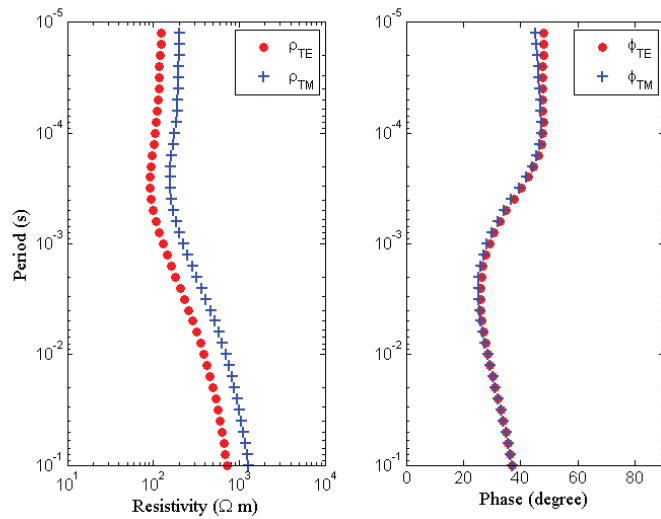 10⁻⁵
10⁻⁴
10⁻³
10⁻²
10⁻¹
Period (s)
ρTE
ρTM
10¹ 10² 10³ 10⁴
Resistivity (Ω m)
10⁻⁵
10⁻⁴
10⁻³
10⁻²
10⁻¹
ϕTE
ϕTM
0 20 40 60 80
Phase (degree)